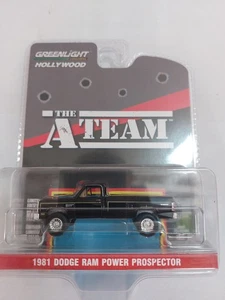 GREENLIGHT
HOLLYWOOD
THE
A TEAM
1981 DODGE RAM POWER PROSPECTOR